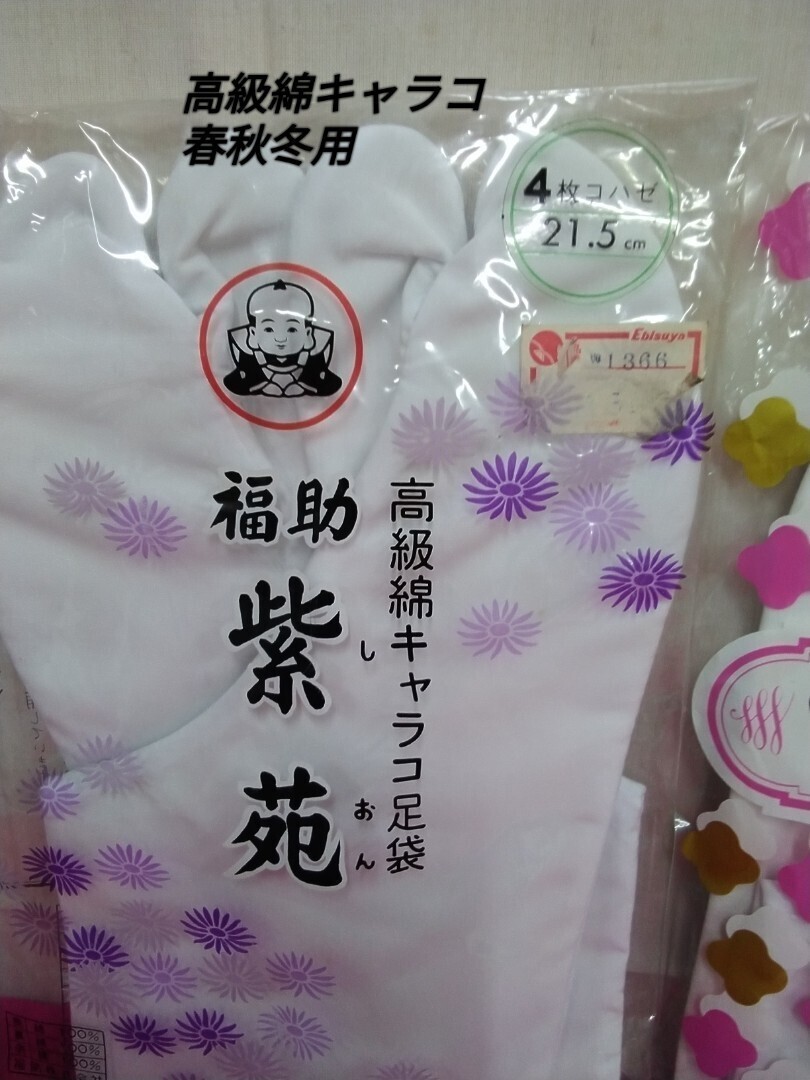 高級綿キャラコ
春秋冬用
4枚コハゼ
21.5cm
Ebisuya
1366
福助
高級綿キャラコ足袋
紫苑
しおん